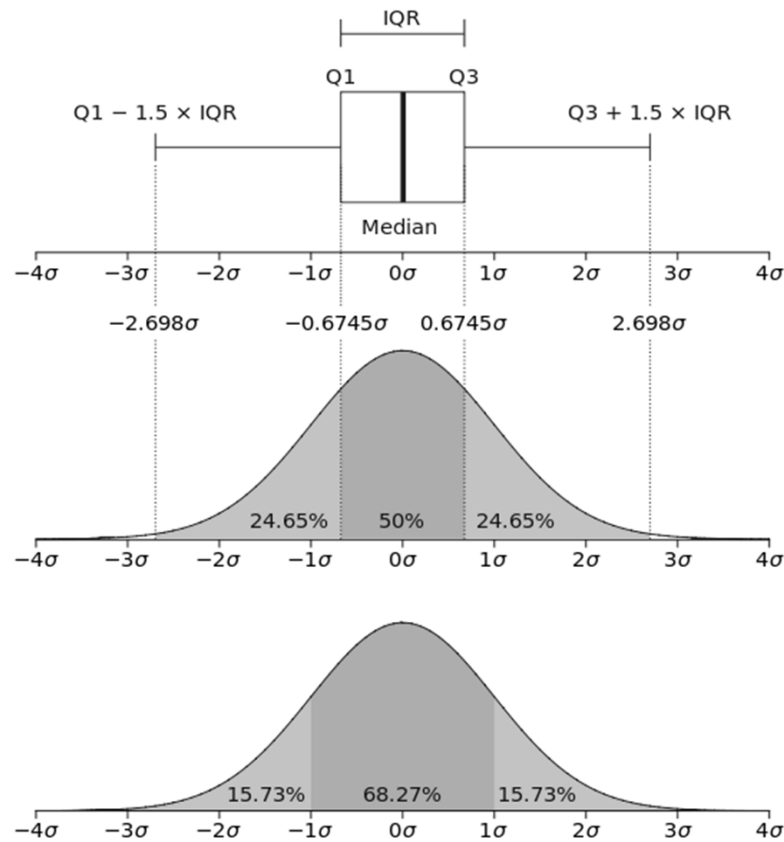 IQR
Q1 Q3
Q1 − 1.5 × IQR Q3 + 1.5 × IQR
Median
−4σ −3σ −2σ −1σ 0σ 1σ 2σ 3σ 4σ
−2.698σ −0.6745σ 0.6745σ 2.698σ
24.65% 50% 24.65%
−4σ −3σ −2σ −1σ 0σ 1σ 2σ 3σ 4σ
15.73% 68.27% 15.73%
−4σ −3σ −2σ −1σ 0σ 1σ 2σ 3σ 4σ